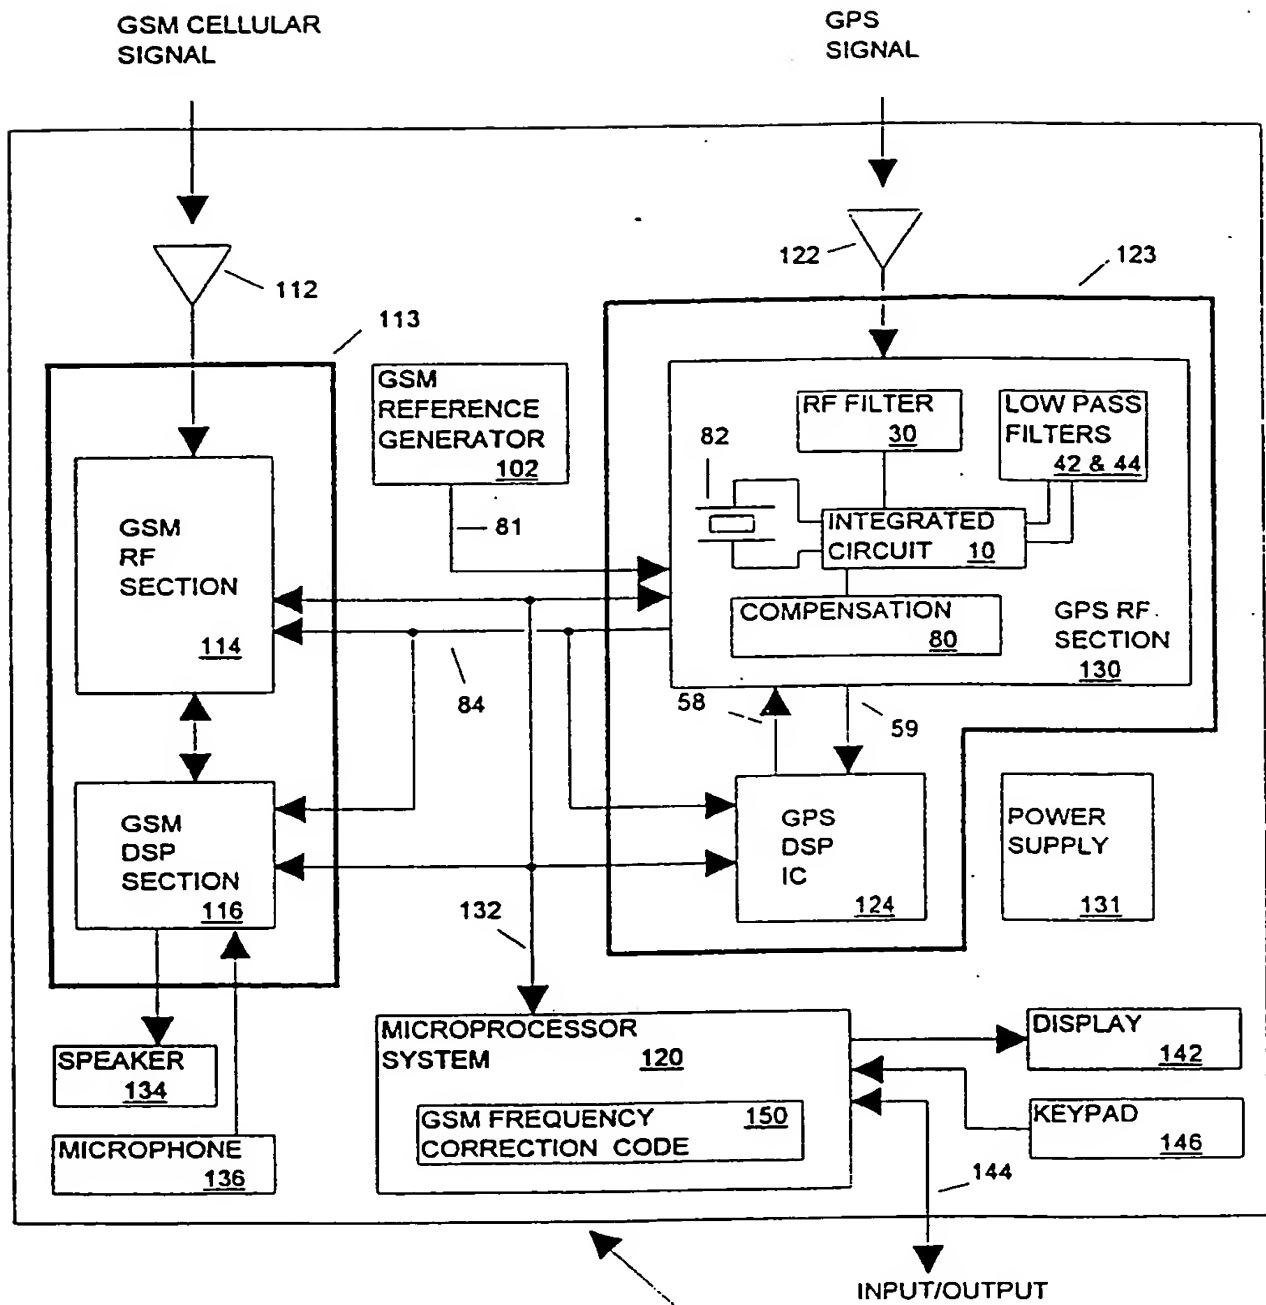 GSM CELLULAR
SIGNAL
GPS
SIGNAL
112
122
123
113
GSM
REFERENCE
GENERATOR
102
RF FILTER
30
LOW PASS
FILTERS
42 & 44
82
81
INTEGRATED
CIRCUIT 10
GSM
RF
SECTION
114
COMPENSATION
80
GPS RF
SECTION
130
84
58
59
GSM
DSP
SECTION
116
GPS
DSP
IC
124
POWER
SUPPLY
131
132
SPEAKER
134
MICROPHONE
136
MICROPROCESSOR
SYSTEM 120
GSM FREQUENCY 150
CORRECTION CODE
DISPLAY
142
KEYPAD
146
144
INPUT/OUTPUT